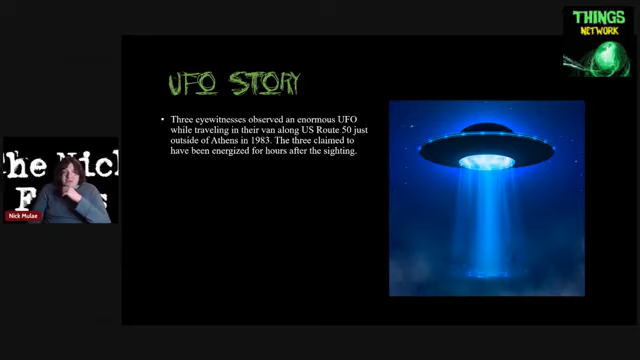 THINGS
NETWORK
UFO STORY
• Three eyewitnesses observed an enormous UFO
while traveling in their van along US Route 50 just
outside of Athens in 1983. The three claimed to
have been energized for hours after the sighting.
The Nick
Nick Mulae